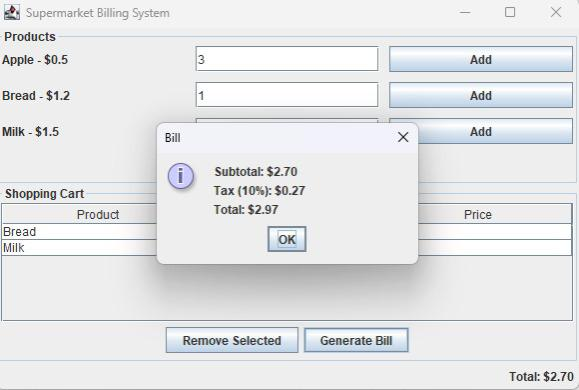 Supermarket Billing System
Products
Apple - $0.5 3 Add
Bread - $1.2 1 Add
Milk - $1.5 Add
Bill
Subtotal: $2.70
Tax (10%): $0.27
Total: $2.97
OK
Shopping Cart
Product Price
Bread
Milk
Remove Selected Generate Bill
Total: $2.70